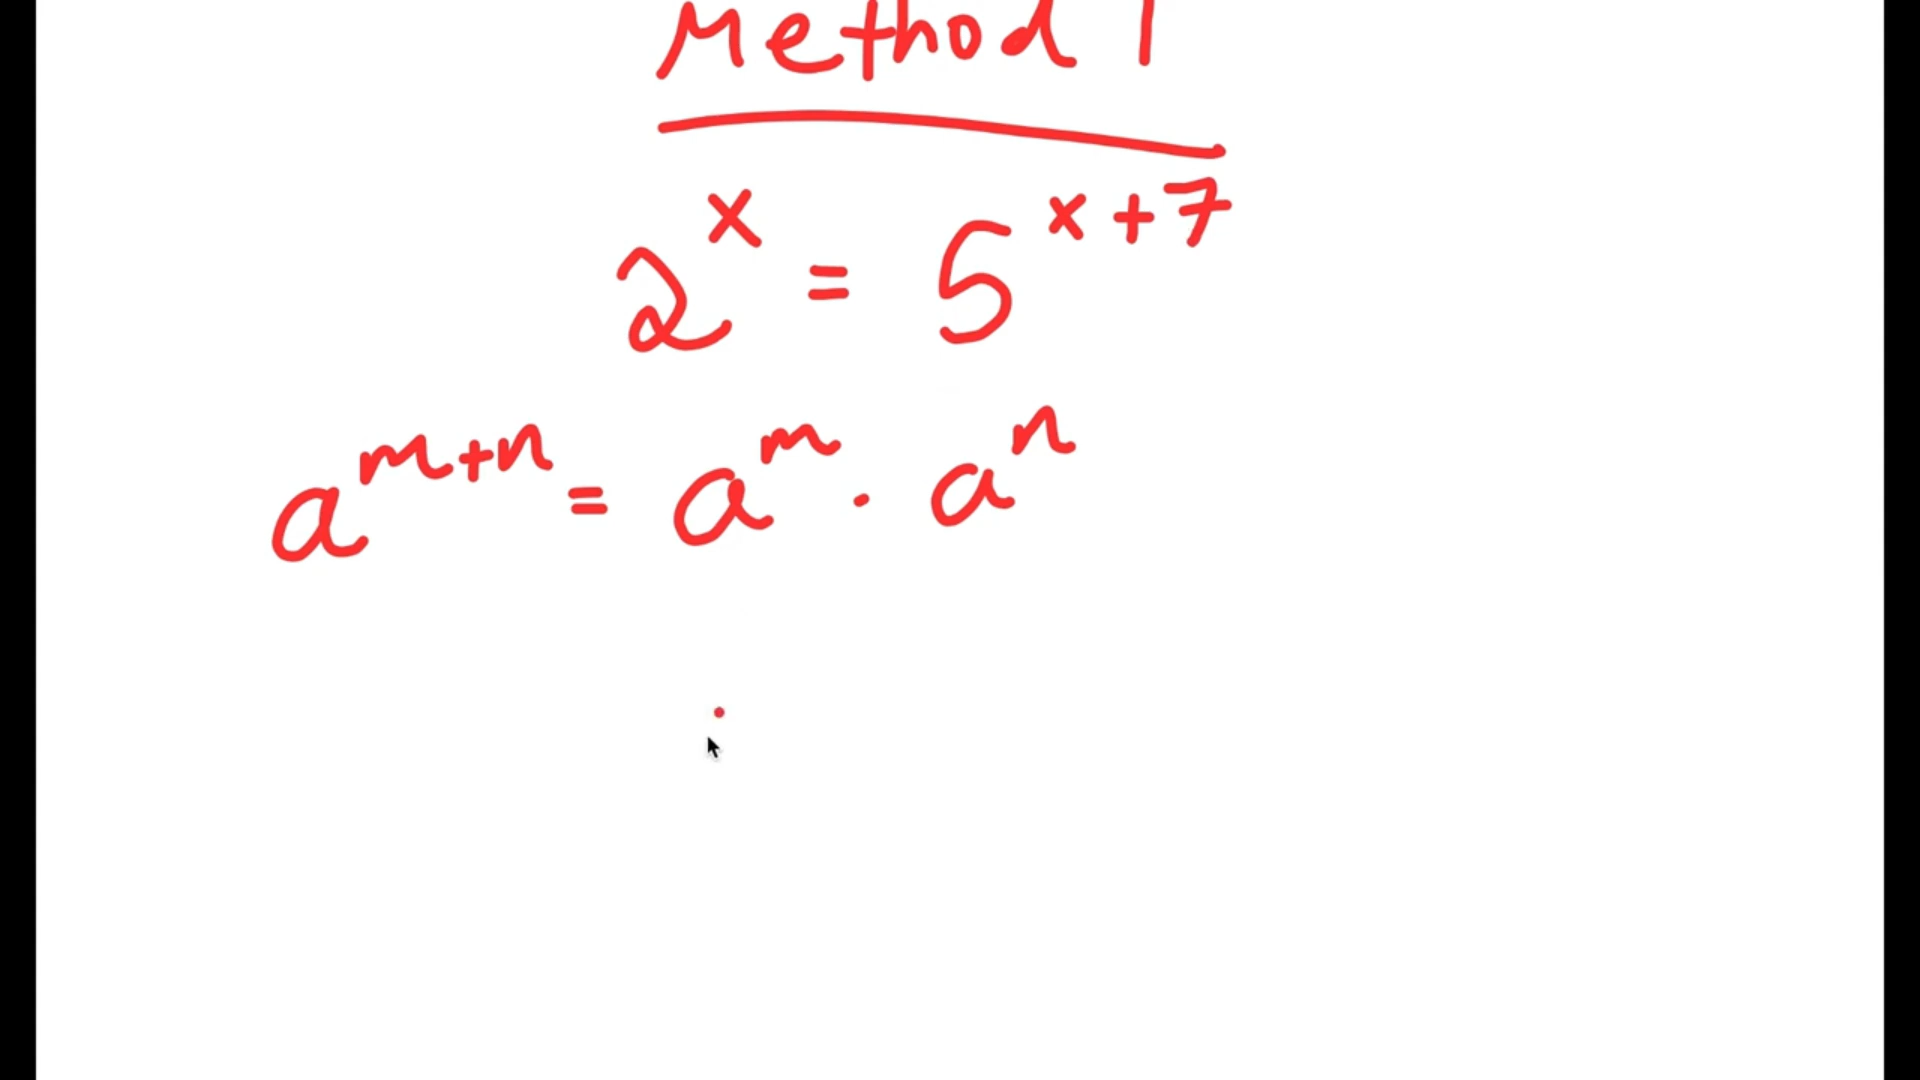 Method 1
2^x = 5^{x+7}
a^{m+n} = a^m · a^n